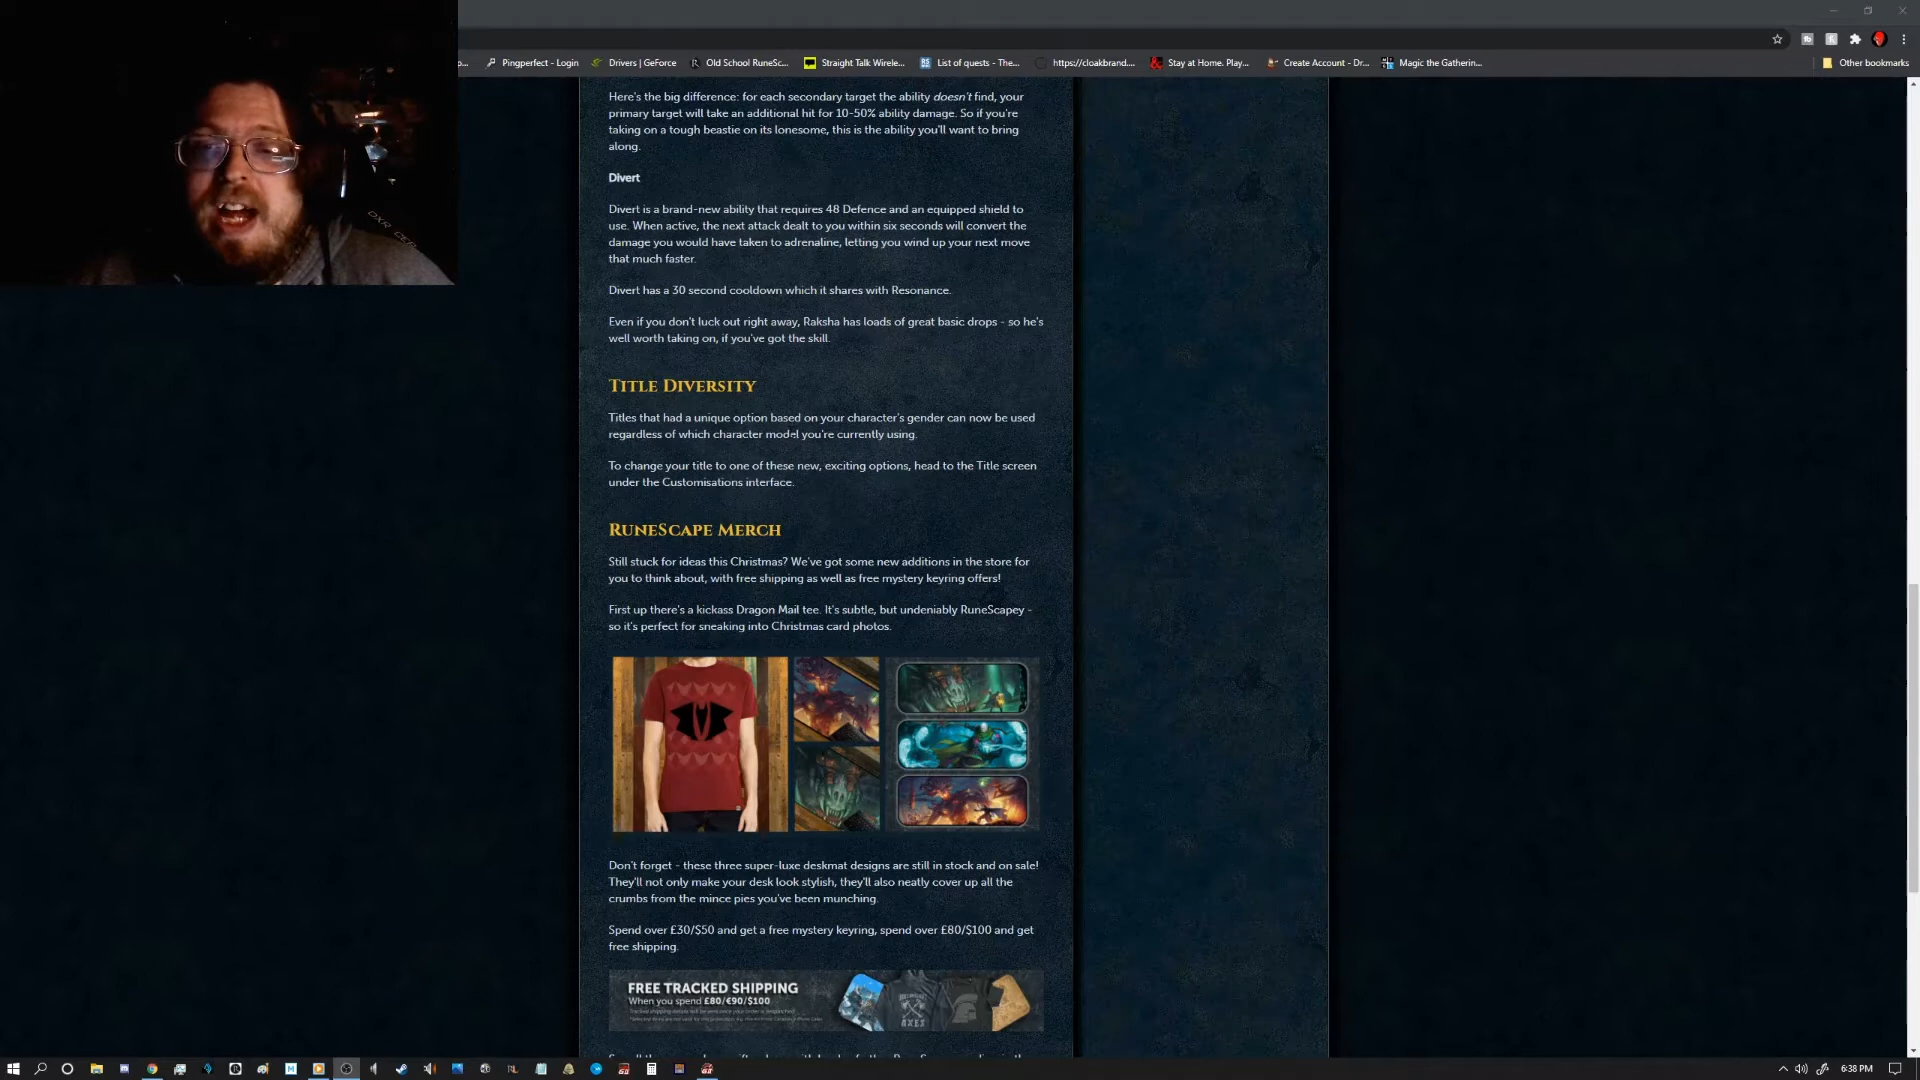 Pingperfect - Login
Drivers | GeForce
Old School RuneSc...
Straight Talk Wirele...
List of quests - The...
https://cloakbrand....
Stay at Home. Play...
Create Account - Dr...
Magic the Gatherin...
Other bookmarks
Here's the big difference: for each secondary target the ability doesn't find, your
primary target will take an additional hit for 10-50% ability damage. So if you're
taking on a tough beastie on its lonesome, this is the ability you'll want to bring
along.
Divert
Divert is a brand-new ability that requires 48 Defence and an equipped shield to
use. When active, the next attack dealt to you within six seconds will convert the
damage you would have taken to adrenaline, letting you wind up your next move
that much faster.
Divert has a 30 second cooldown which it shares with Resonance.
Even if you don't luck out right away, Raksha has loads of great basic drops - so he's
well worth taking on, if you've got the skill.
Title Diversity
Titles that had a unique option based on your character's gender can now be used
regardless of which character model you're currently using.
To change your title to one of these new, exciting options, head to the Title screen
under the Customisations interface.
RuneScape Merch
Still stuck for ideas this Christmas? We've got some new additions in the store for
you to think about, with free shipping as well as free mystery keyring offers!
First up there's a kickass Dragon Mail tee. It's subtle, but undeniably RuneScapey -
so it's perfect for sneaking into Christmas card photos.
Don't forget - these three super-luxe deskmat designs are still in stock and on sale!
They'll not only make your desk look stylish, they'll also neatly cover up all the
crumbs from the mince pies you've been munching.
Spend over £30/$50 and get a free mystery keyring, spend over £80/$100 and get
free shipping.
FREE TRACKED SHIPPING
When you spend £80/€90/$100
6:38 PM